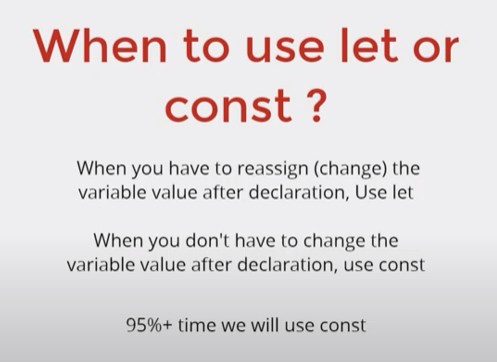 When to use let or
const ?
When you have to reassign (change) the
variable value after declaration, Use let
When you don't have to change the
variable value after declaration, use const
95%+ time we will use const